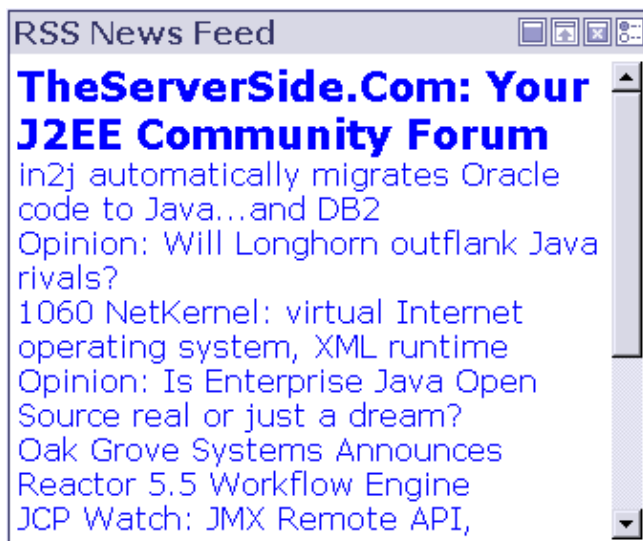 RSS News Feed
TheServerSide.Com: Your
J2EE Community Forum
in2j automatically migrates Oracle
code to Java...and DB2
Opinion: Will Longhorn outflank Java
rivals?
1060 NetKernel: virtual Internet
operating system, XML runtime
Opinion: Is Enterprise Java Open
Source real or just a dream?
Oak Grove Systems Announces
Reactor 5.5 Workflow Engine
JCP Watch: JMX Remote API,